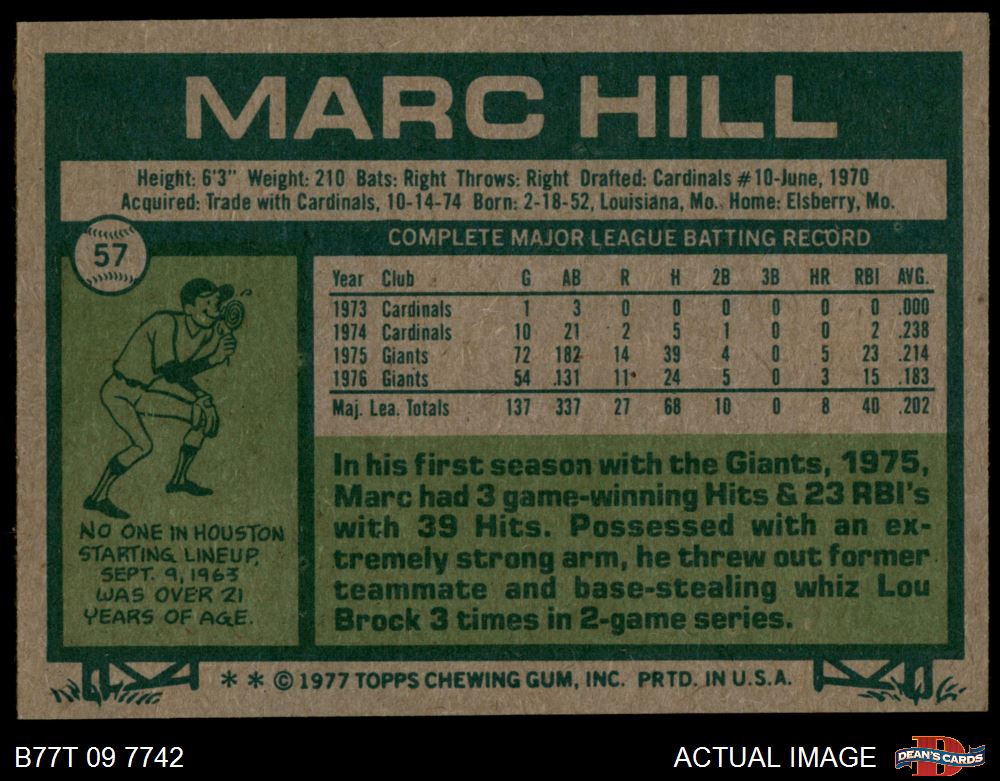 MARC HILL
Height: 6'3" Weight: 210 Bats: Right Throws: Right Drafted: Cardinals #10-June, 1970
Acquired: Trade with Cardinals, 10-14-74 Born: 2-18-52, Louisiana, Mo. Home: Elsberry, Mo.
57
COMPLETE MAJOR LEAGUE BATTING RECORD
Year Club G AB R H 2B 3B HR RBI AVG.
1973 Cardinals 1 3 0 0 0 0 0 0 .000
1974 Cardinals 10 21 2 5 1 0 0 2 .238
1975 Giants 72 182 14 39 4 0 5 23 .214
1976 Giants 54 131 11 24 5 0 3 15 .183
Maj. Lea. Totals 137 337 27 68 10 0 8 40 .202
NO ONE IN HOUSTON
STARTING LINEUP,
SEPT. 9, 1963
WAS OVER 21
YEARS OF AGE.
In his first season with the Giants, 1975,
Marc had 3 game-winning Hits & 23 RBI's
with 39 Hits. Possessed with an ex-
tremely strong arm, he threw out former
teammate and base-stealing whiz Lou
Brock 3 times in 2-game series.
* * © 1977 TOPPS CHEWING GUM, INC. PRTD. IN U.S.A.
B77T 09 7742
ACTUAL IMAGE
D
DEAN'S CARDS